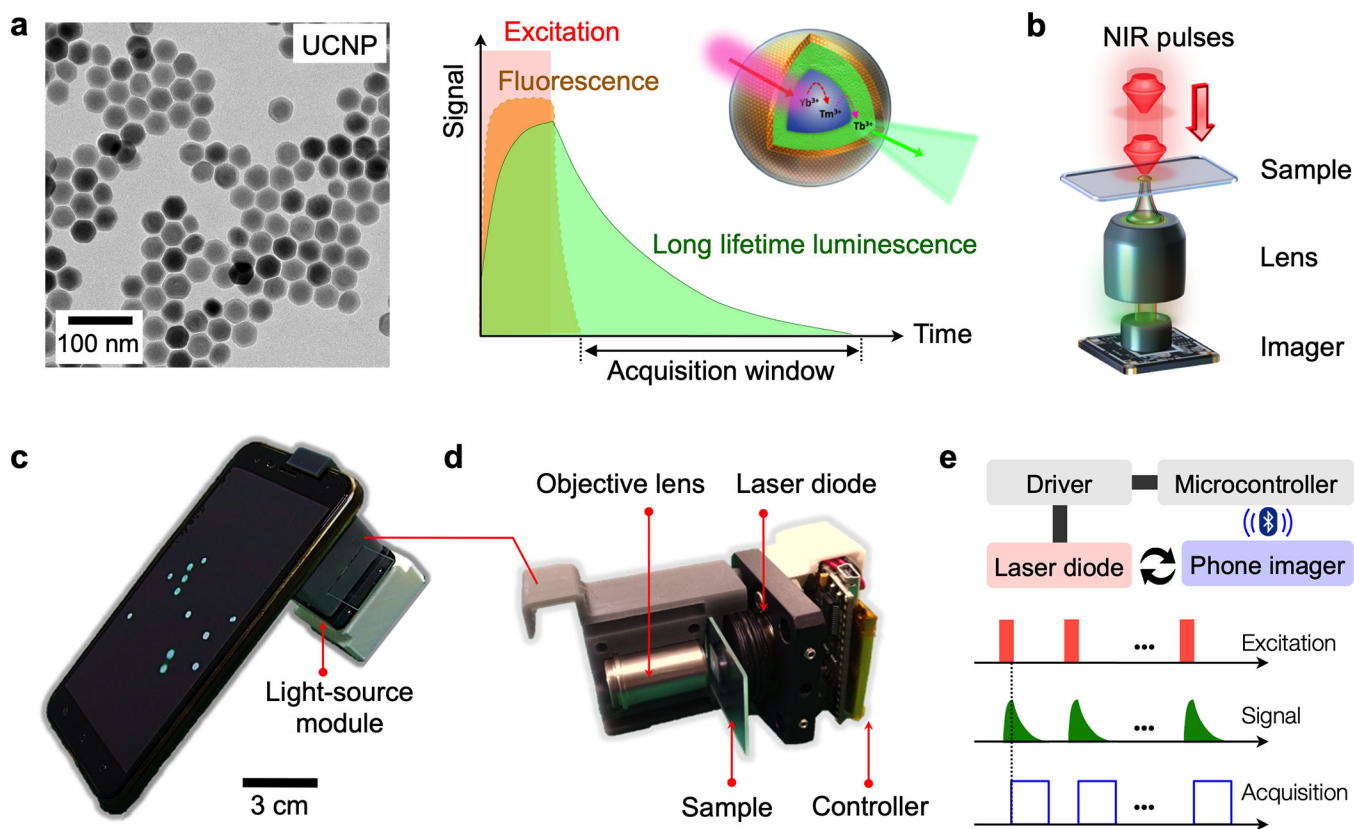 a
UCNP
100 nm
Signal
Excitation
Fluorescence
Yb³⁺
Tm³⁺
Tb³⁺
Long lifetime luminescence
Time
Acquisition window
b
NIR pulses
Sample
Lens
Imager
c
Light-source
module
3 cm
d
Objective lens
Laser diode
Sample
Controller
e
Driver
Microcontroller
Laser diode
Phone imager
Excitation
...
Signal
...
Acquisition
...